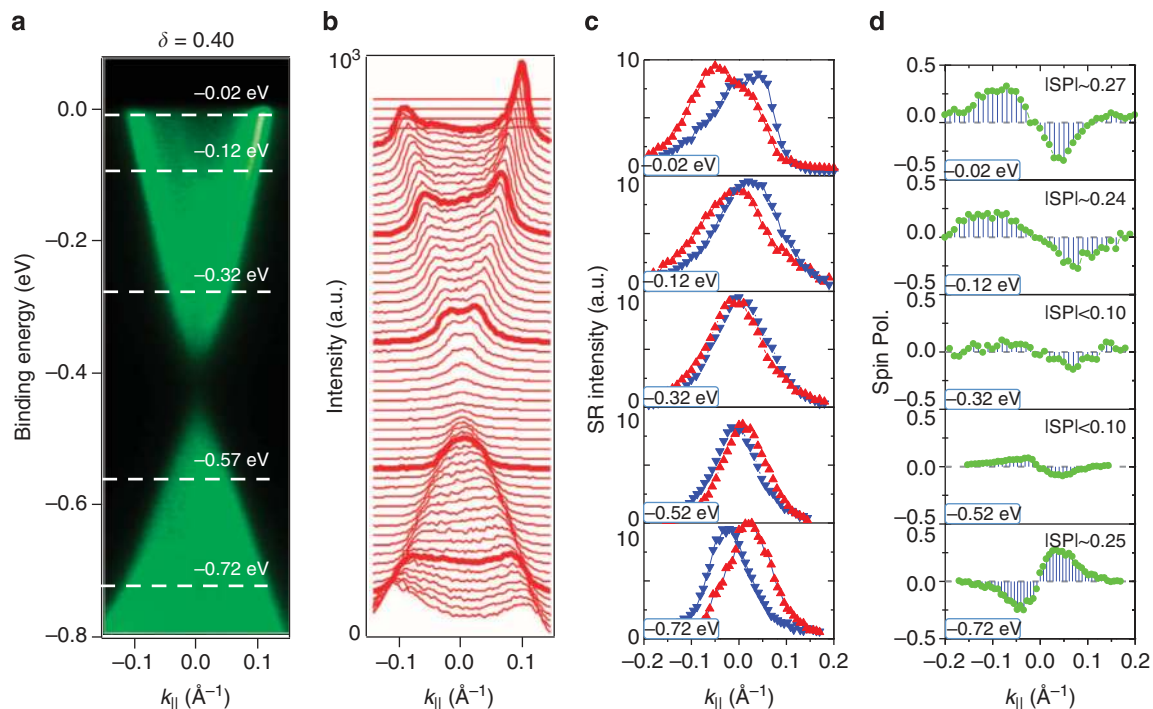 a
δ = 0.40
Binding energy (eV)
0.0
−0.2
−0.4
−0.6
−0.8
−0.02 eV
−0.12 eV
−0.32 eV
−0.57 eV
−0.72 eV
−0.1 0.0 0.1
k|| (Å−1)
b
10³
Intensity (a.u.)
0
−0.1 0.0 0.1
k|| (Å−1)
c
SR intensity (a.u.)
10
0
−0.02 eV
10
0
−0.12 eV
10
0
−0.32 eV
10
0
−0.52 eV
10
0
−0.72 eV
−0.2 −0.1 0.0 0.1 0.2
k|| (Å−1)
d
Spin Pol.
0.5
0.0
−0.5
|SP|~0.27
−0.02 eV
0.5
0.0
−0.5
|SP|~0.24
−0.12 eV
0.5
0.0
−0.5
|SP|<0.10
−0.32 eV
0.5
0.0
−0.5
|SP|<0.10
−0.52 eV
0.5
0.0
−0.5
|SP|~0.25
−0.72 eV
−0.2 −0.1 0.0 0.1 0.2
k|| (Å−1)